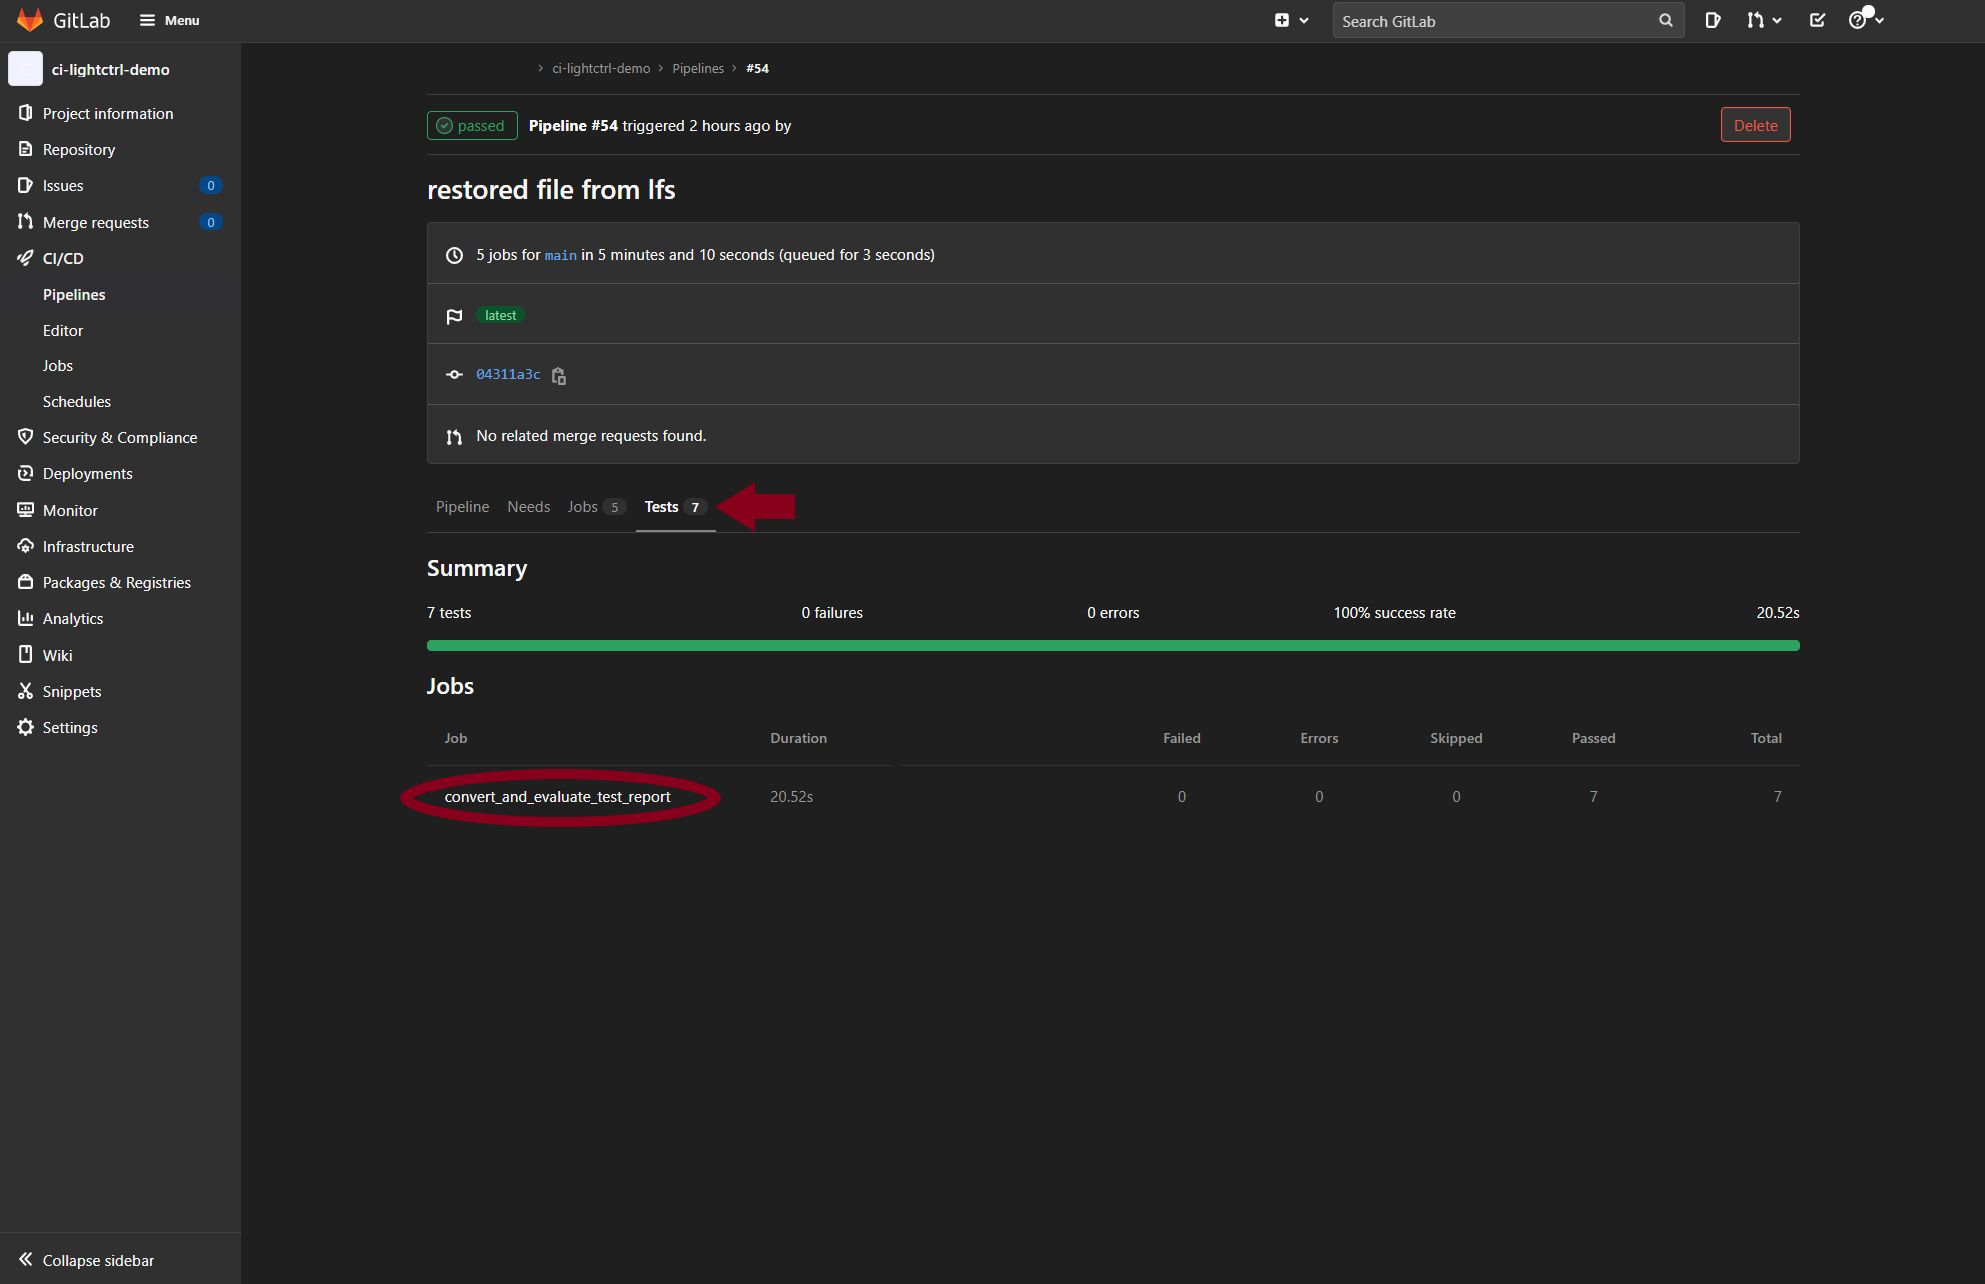 GitLab
Menu
Search GitLab
ci-lightctrl-demo
Project information
Repository
Issues 0
Merge requests 0
CI/CD
Pipelines
Editor
Jobs
Schedules
Security & Compliance
Deployments
Monitor
Infrastructure
Packages & Registries
Analytics
Wiki
Snippets
Settings
Collapse sidebar
› ci-lightctrl-demo › Pipelines › #54
passed Pipeline #54 triggered 2 hours ago by
Delete
restored file from lfs
5 jobs for main in 5 minutes and 10 seconds (queued for 3 seconds)
latest
04311a3c
No related merge requests found.
Pipeline Needs Jobs 5 Tests 7
Summary
7 tests 0 failures 0 errors 100% success rate 20.52s
Jobs
Job Duration Failed Errors Skipped Passed Total
convert_and_evaluate_test_report 20.52s 0 0 0 7 7